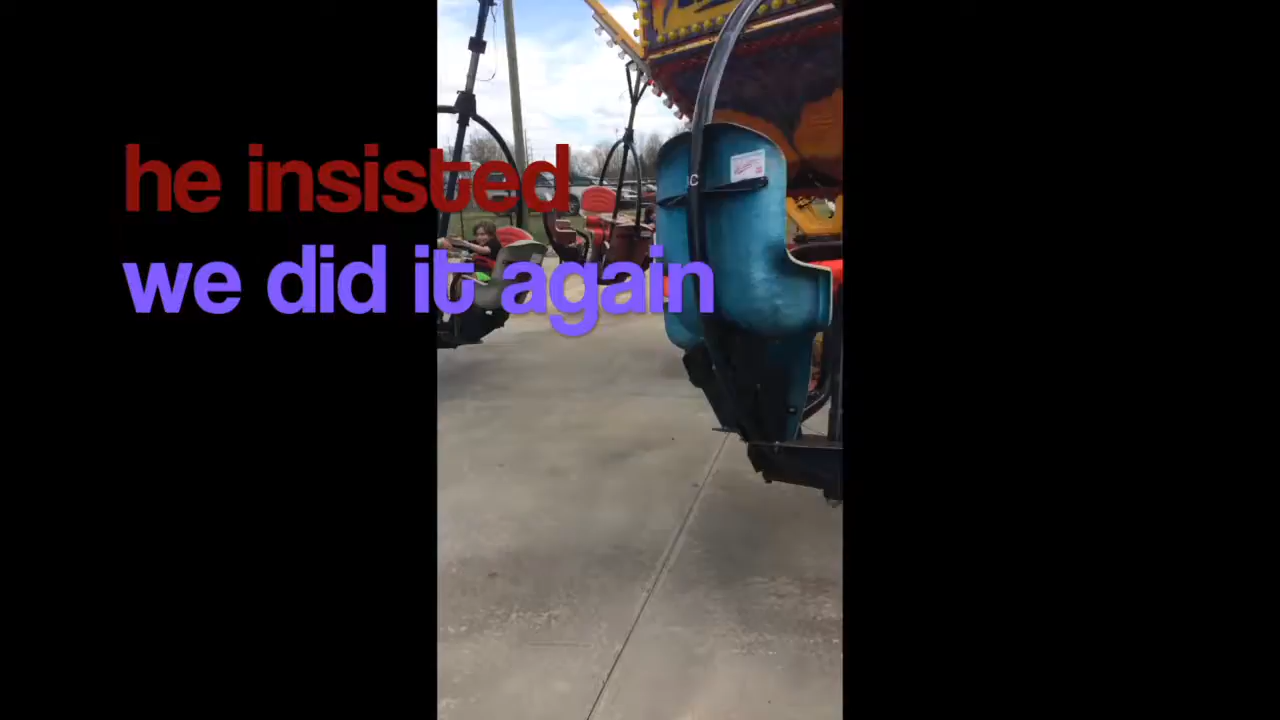 he insisted
we did it again